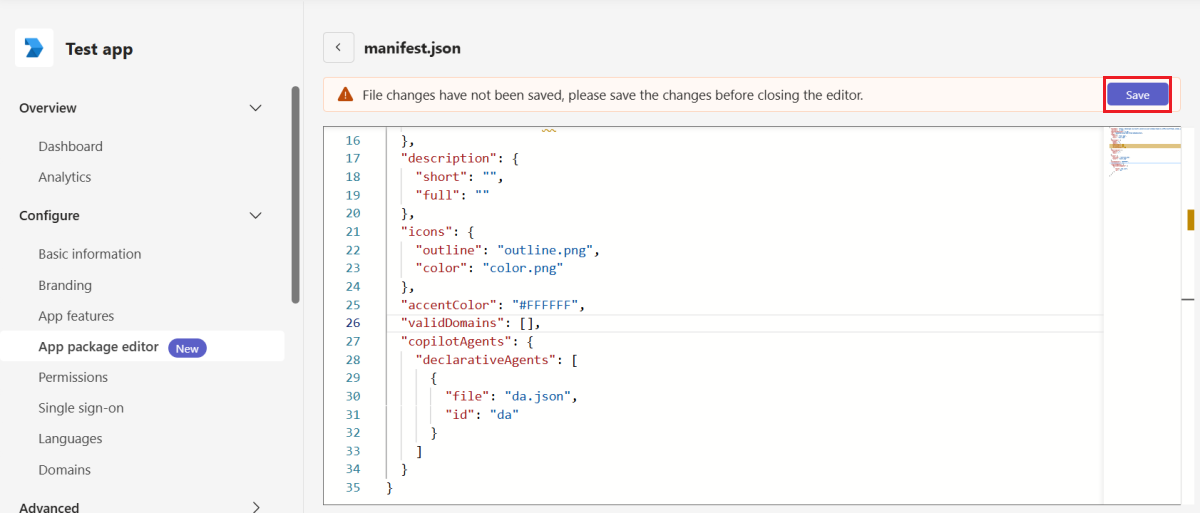 Test app
Overview
Dashboard
Analytics
Configure
Basic information
Branding
App features
App package editor New
Permissions
Single sign-on
Languages
Domains
Advanced
manifest.json
File changes have not been saved, please save the changes before closing the editor.
Save
16 },
17 "description": {
18 "short": "",
19 "full": ""
20 },
21 "icons": {
22 "outline": "outline.png",
23 "color": "color.png"
24 },
25 "accentColor": "#FFFFFF",
26 "validDomains": [],
27 "copilotAgents": {
28 "declarativeAgents": [
29 {
30 "file": "da.json",
31 "id": "da"
32 }
33 ]
34 }
35 }